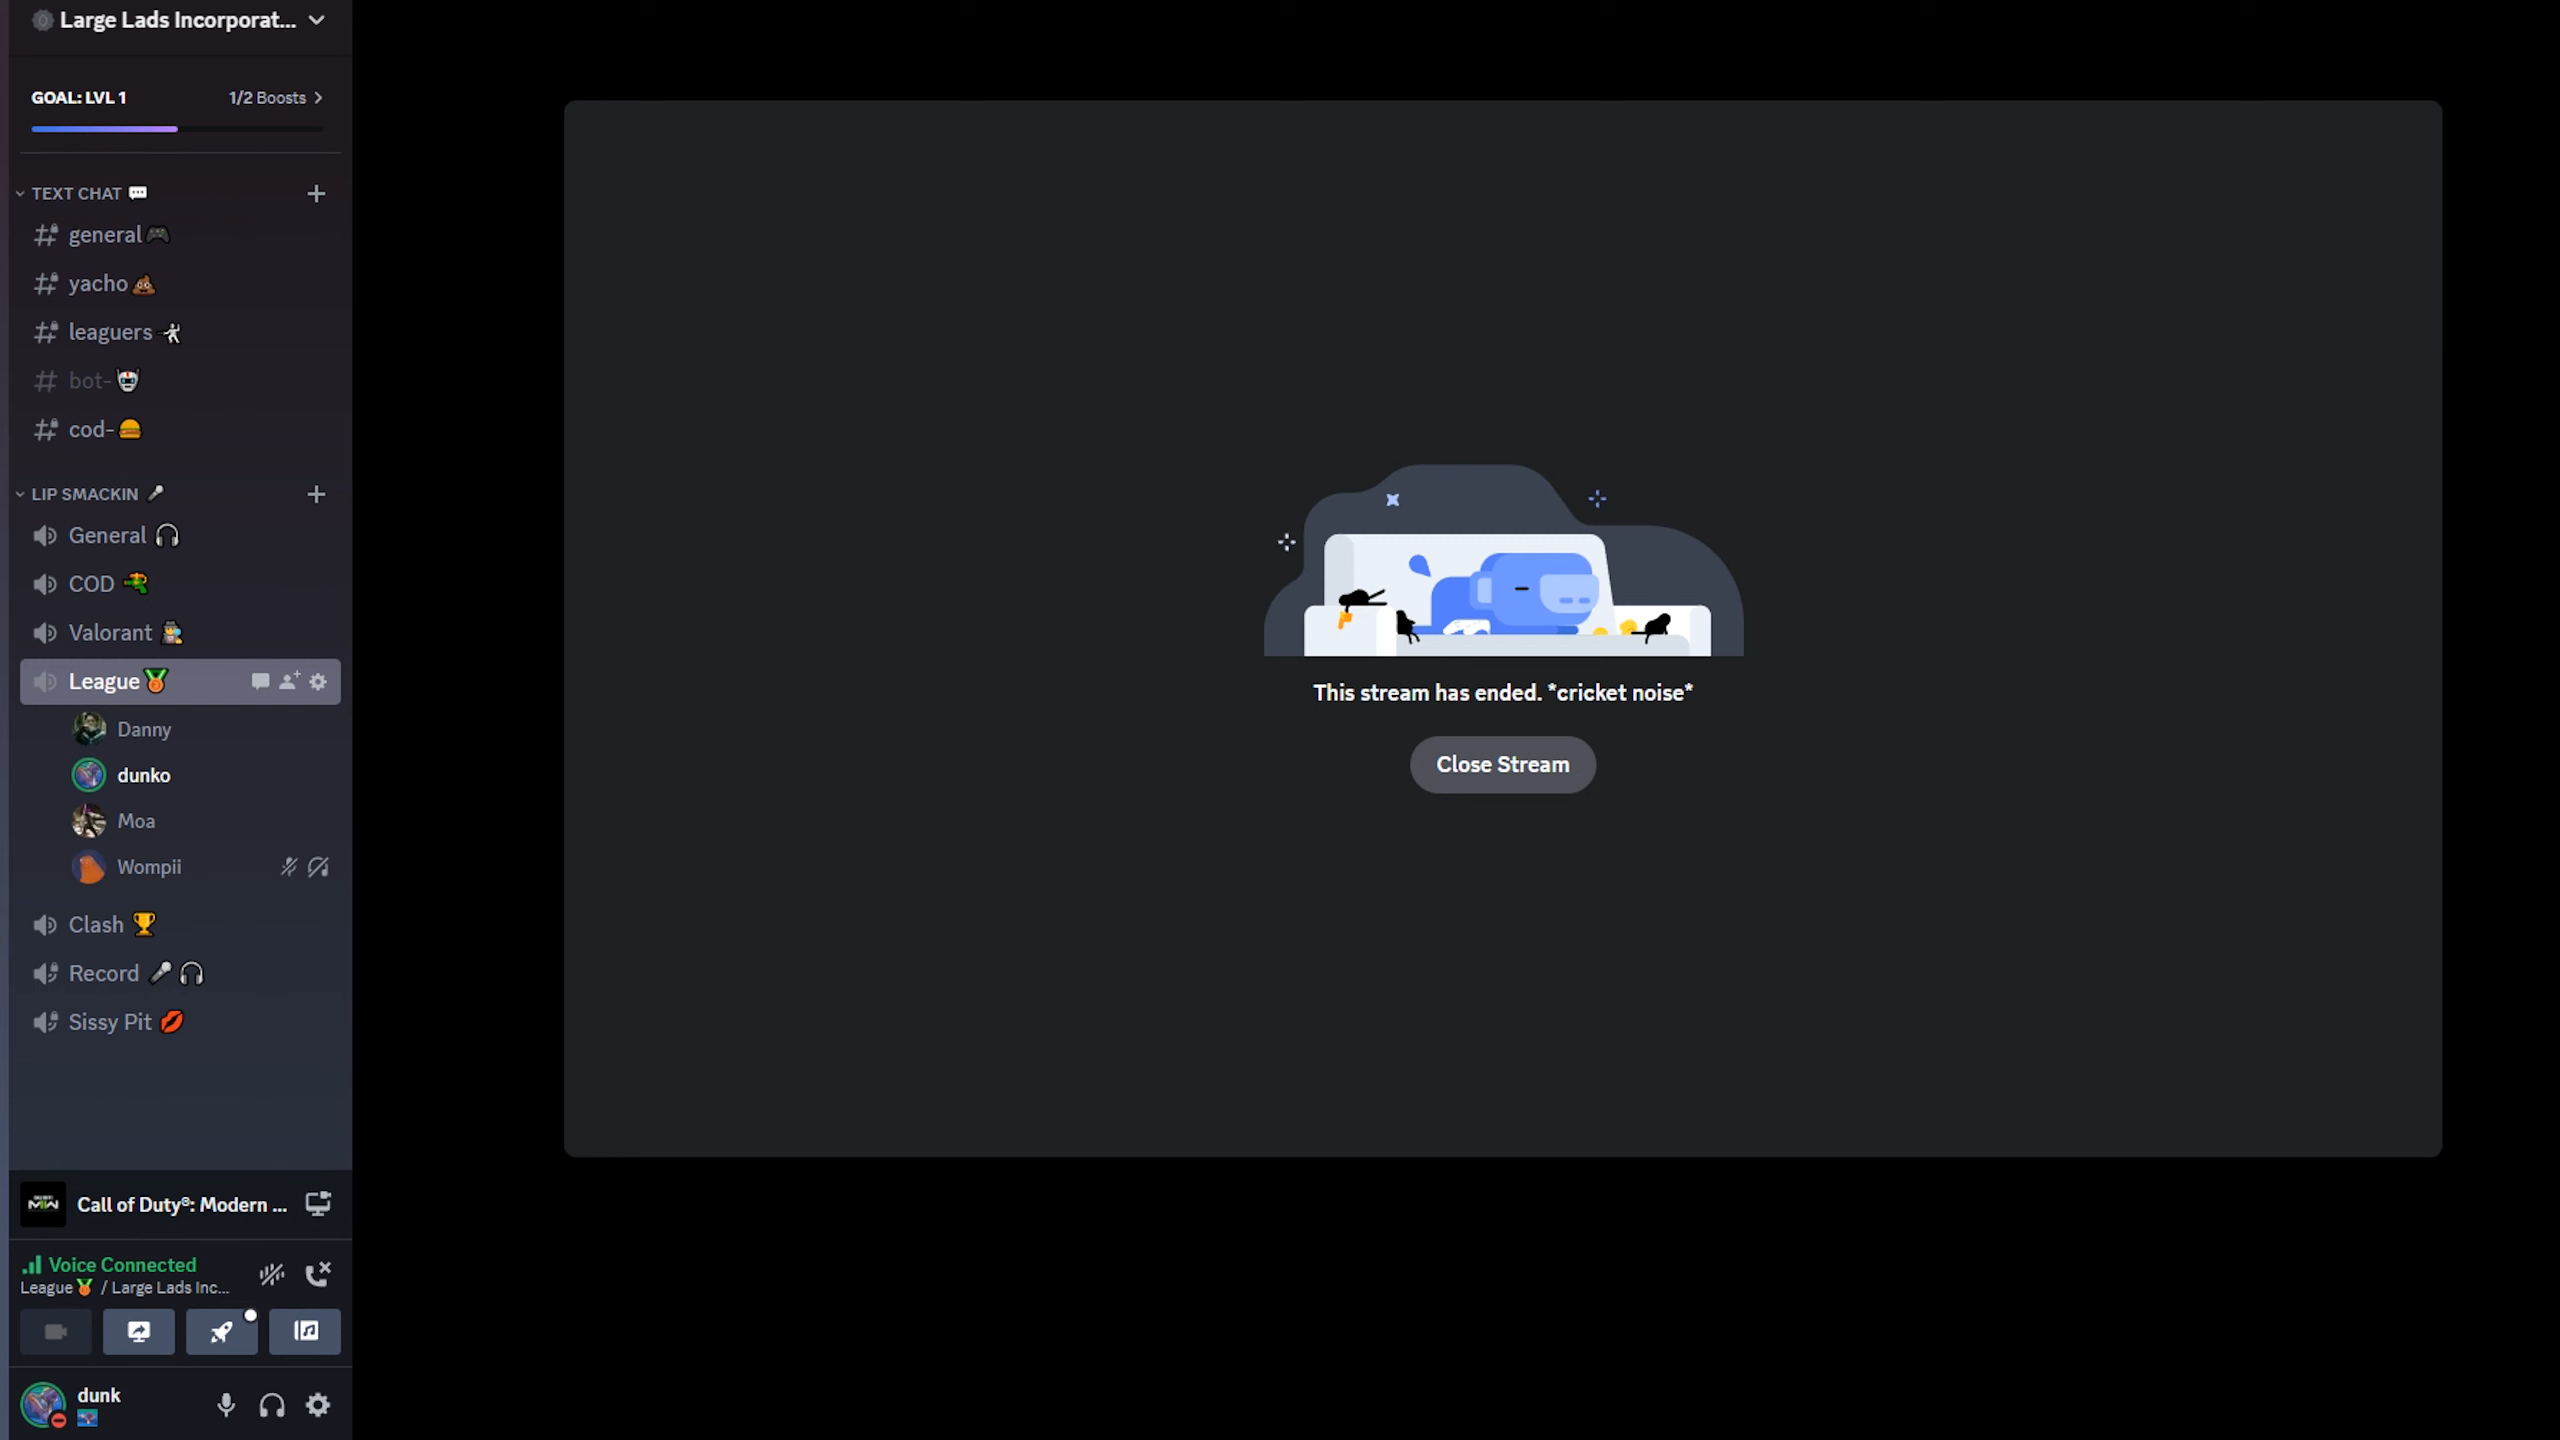 Large Lads Incorporat...
GOAL: LVL 1
1/2 Boosts
TEXT CHAT
general
yacho
leaguers
bot-
cod-
LIP SMACKIN
General
COD
Valorant
League
Danny
dunko
Moa
Wompii
Clash
Record
Sissy Pit
This stream has ended. *cricket noise*
Close Stream
Call of Duty®: Modern ...
Voice Connected
League / Large Lads Inc...
dunk